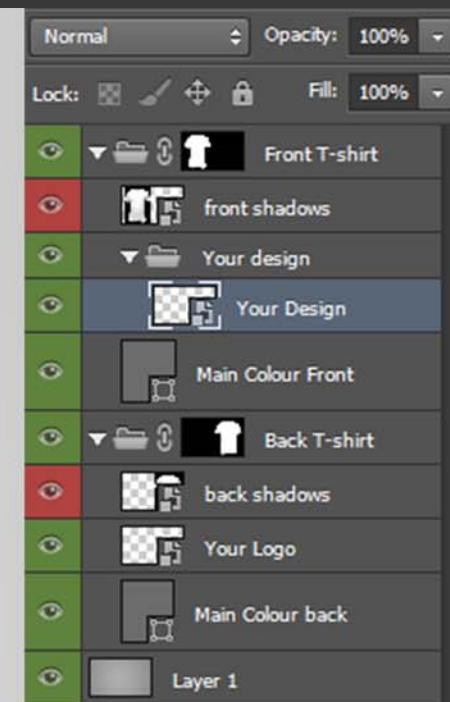 Normal Opacity: 100%
Lock: Fill: 100%
Front T-shirt
front shadows
Your design
Your Design
Main Colour Front
Back T-shirt
back shadows
Your Logo
Main Colour back
Layer 1